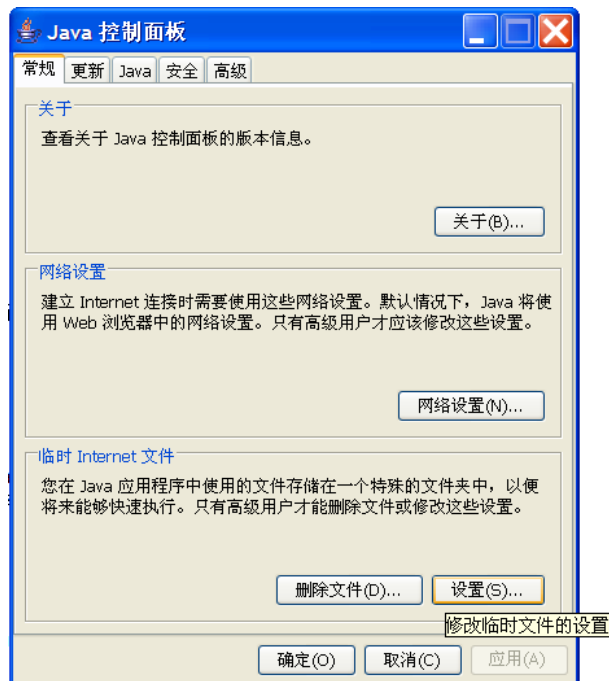 Java 控制面板
常规 更新 Java 安全 高级
关于
查看关于 Java 控制面板的版本信息。
关于(B)...
网络设置
建立 Internet 连接时需要使用这些网络设置。默认情况下，Java 将使
用 Web 浏览器中的网络设置。只有高级用户才应该修改这些设置。
网络设置(N)...
临时 Internet 文件
您在 Java 应用程序中使用的文件存储在一个特殊的文件夹中，以便
将来能够快速执行。只有高级用户才能删除文件或修改这些设置。
删除文件(D)... 设置(S)...
修改临时文件的设置
确定(O) 取消(C) 应用(A)